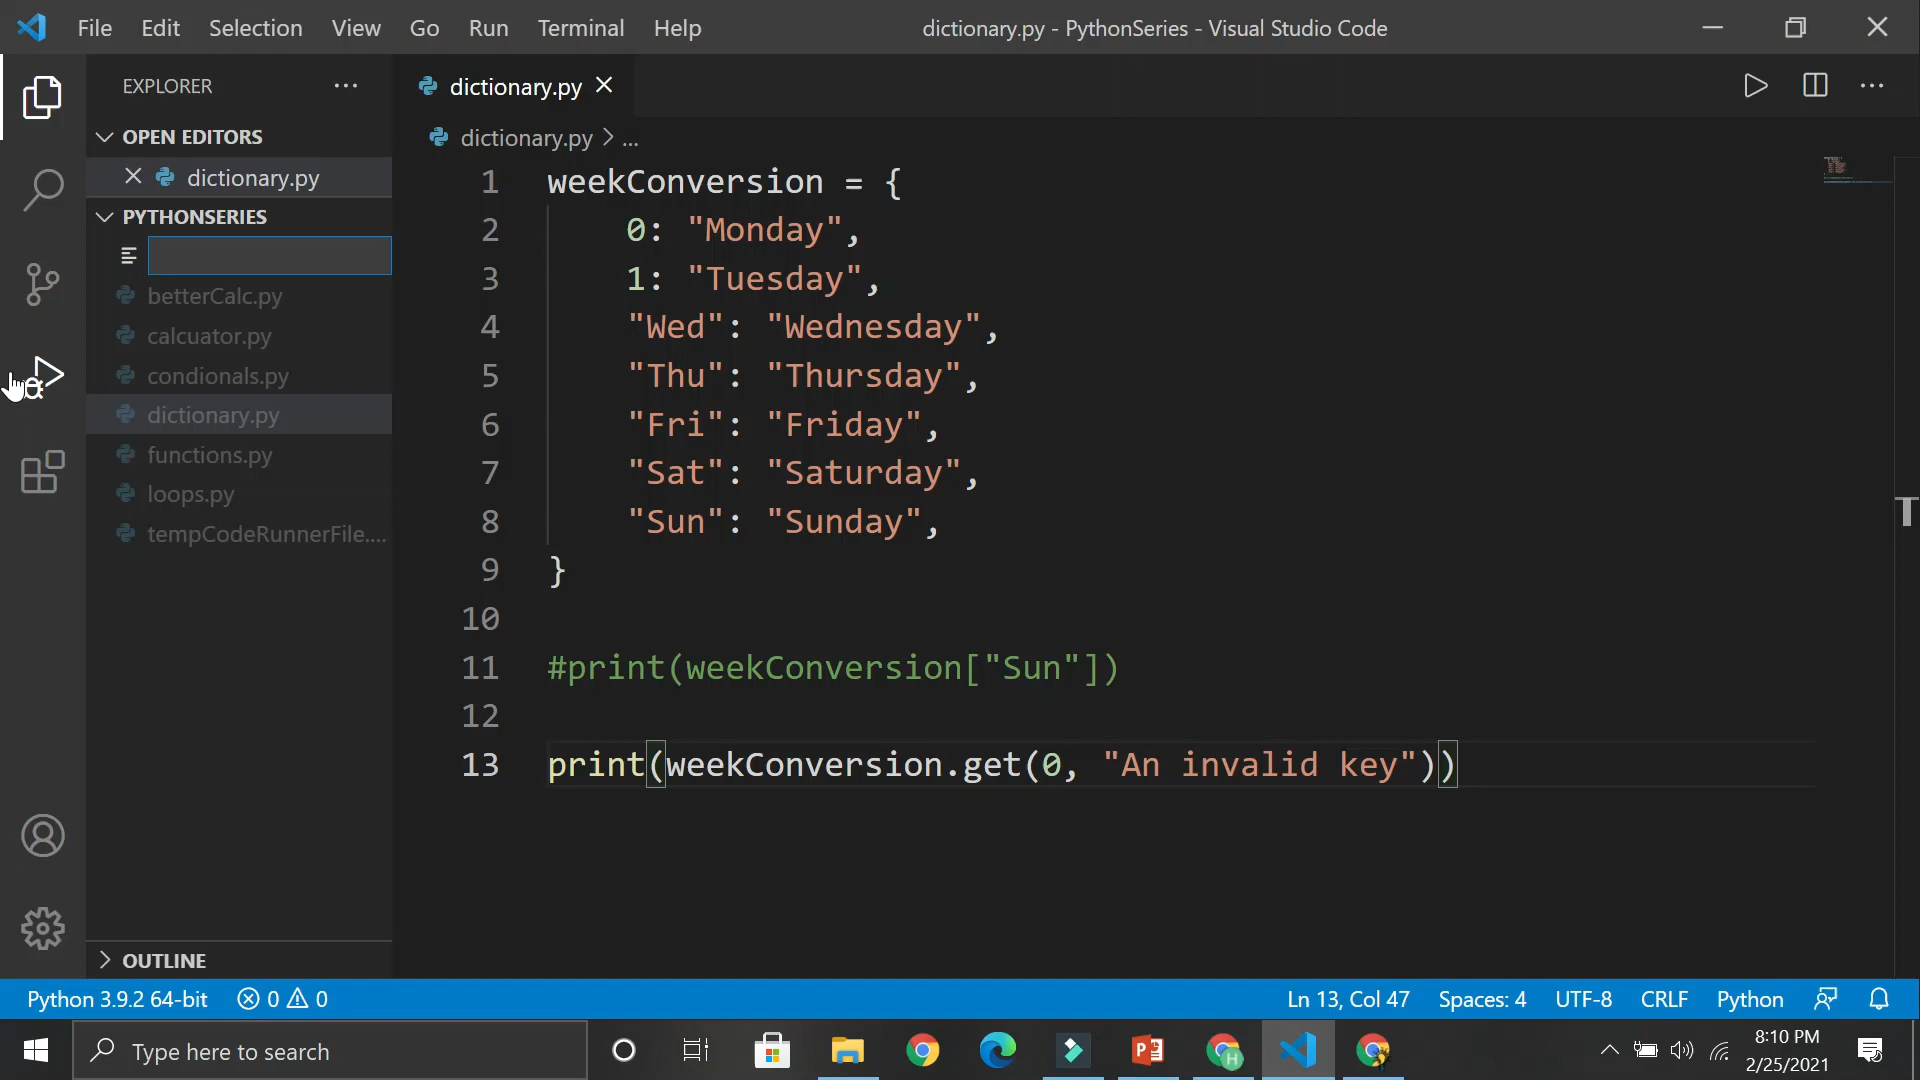 File Edit Selection View Go Run Terminal Help
dictionary.py - PythonSeries - Visual Studio Code
EXPLORER ...
dictionary.py
OPEN EDITORS
dictionary.py
dictionary.py > ...
PYTHONSERIES
betterCalc.py
calcuator.py
condionals.py
dictionary.py
functions.py
loops.py
tempCodeRunnerFile....
OUTLINE
1 weekConversion = {
2 0: "Monday",
3 1: "Tuesday",
4 "Wed": "Wednesday",
5 "Thu": "Thursday",
6 "Fri": "Friday",
7 "Sat": "Saturday",
8 "Sun": "Sunday",
9 }
10
11 #print(weekConversion["Sun"])
12
13 print(weekConversion.get(0, "An invalid key"))
Python 3.9.2 64-bit 0 0
Ln 13, Col 47 Spaces: 4 UTF-8 CRLF Python
Type here to search
8:10 PM
2/25/2021